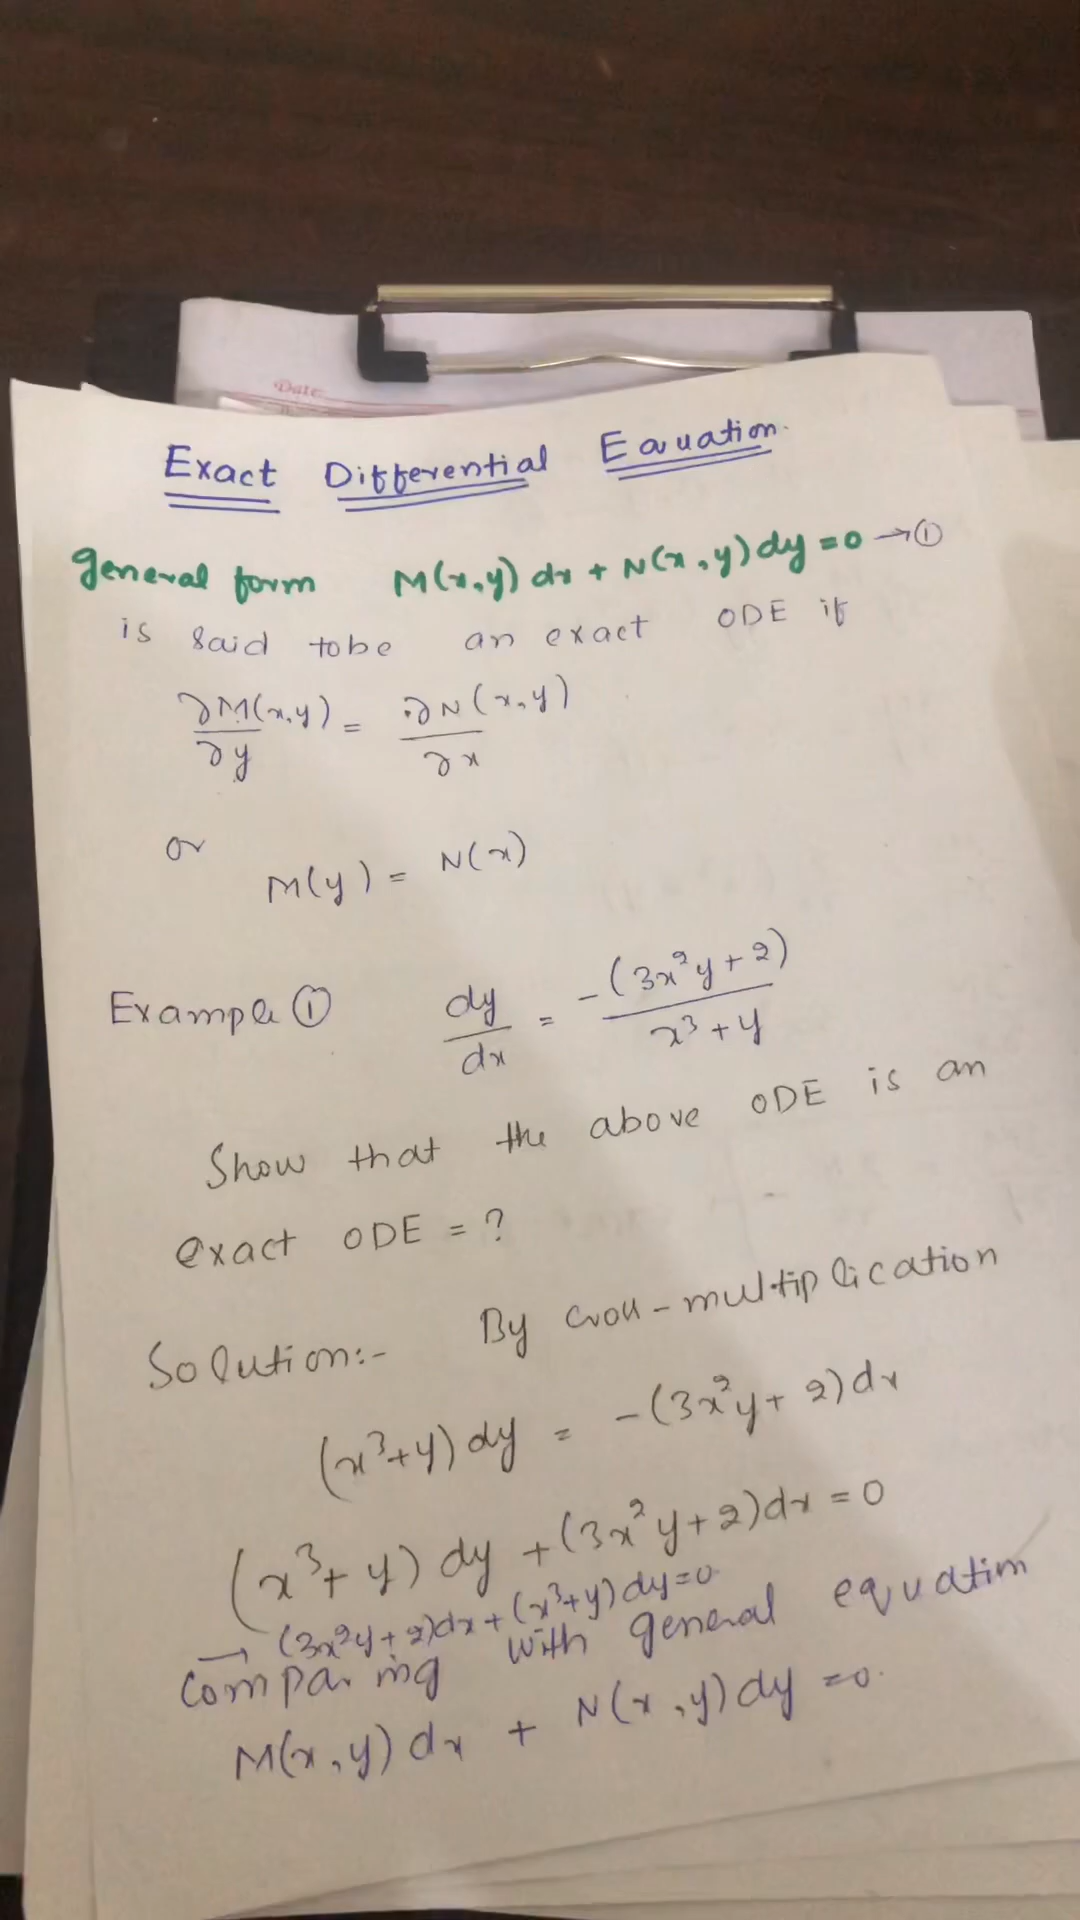 Date
Exact Differential Equation.
general form M(x,y) dx + N(x,y) dy = 0 → ①
is said tobe an exact ODE if
∂M(x,y)/∂y = ∂N(x,y)/∂x
or M(y) = N(x)
Example ① dy/dx = -(3x²y + 2)/x³ + y
Show that the above ODE is an
exact ODE = ?
Solution:- By cross-multiplication
(x³+y) dy = -(3x²y + 2) dx
(x³ + y) dy + (3x²y + 2) dx = 0
→ (3x²y + 2)dx + (x³+y) dy = 0
comparing with general equation
M(x,y) dx + N(x,y) dy = 0.